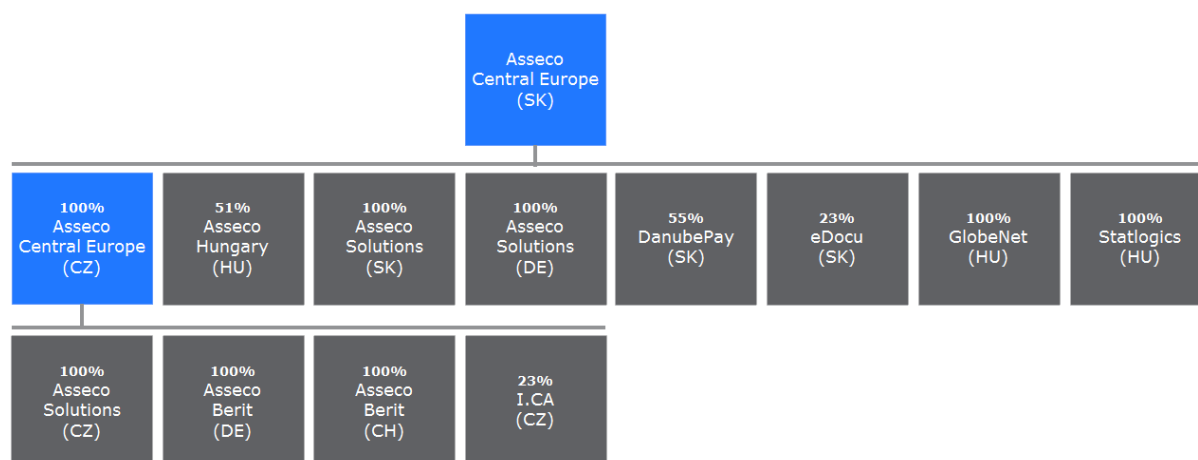 Asseco
Central Europe
(SK)
100%
Asseco
Central Europe
(CZ)
51%
Asseco
Hungary
(HU)
100%
Asseco
Solutions
(SK)
100%
Asseco
Solutions
(DE)
55%
DanubePay
(SK)
23%
eDocu
(SK)
100%
GlobeNet
(HU)
100%
Statlogics
(HU)
100%
Asseco
Solutions
(CZ)
100%
Asseco
Berit
(DE)
100%
Asseco
Berit
(CH)
23%
I.CA
(CZ)